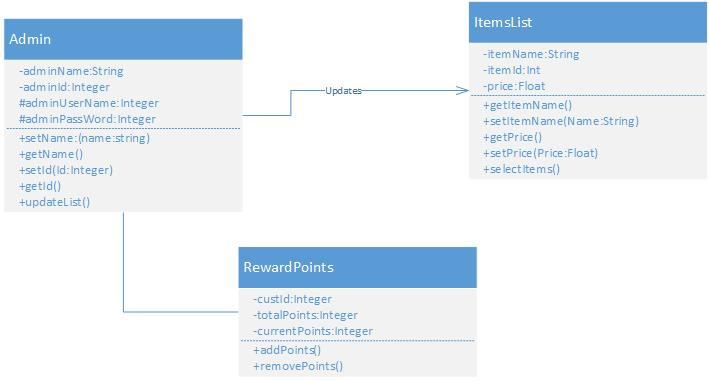 Admin
-adminName:String
-adminId:Integer
#adminUserName:Integer
#adminPassWord:Integer
+setName:(name:string)
+getName()
+setId(Id:Integer)
+getId()
+updateList()
Updates
ItemsList
-itemName:String
-itemId:Int
-price:Float
+getItemName()
+setItemName(Name:String)
+getPrice()
+setPrice(Price:Float)
+selectItems()
RewardPoints
-custId:Integer
-totalPoints:Integer
-currentPoints:Integer
+addPoints()
+removePoints()